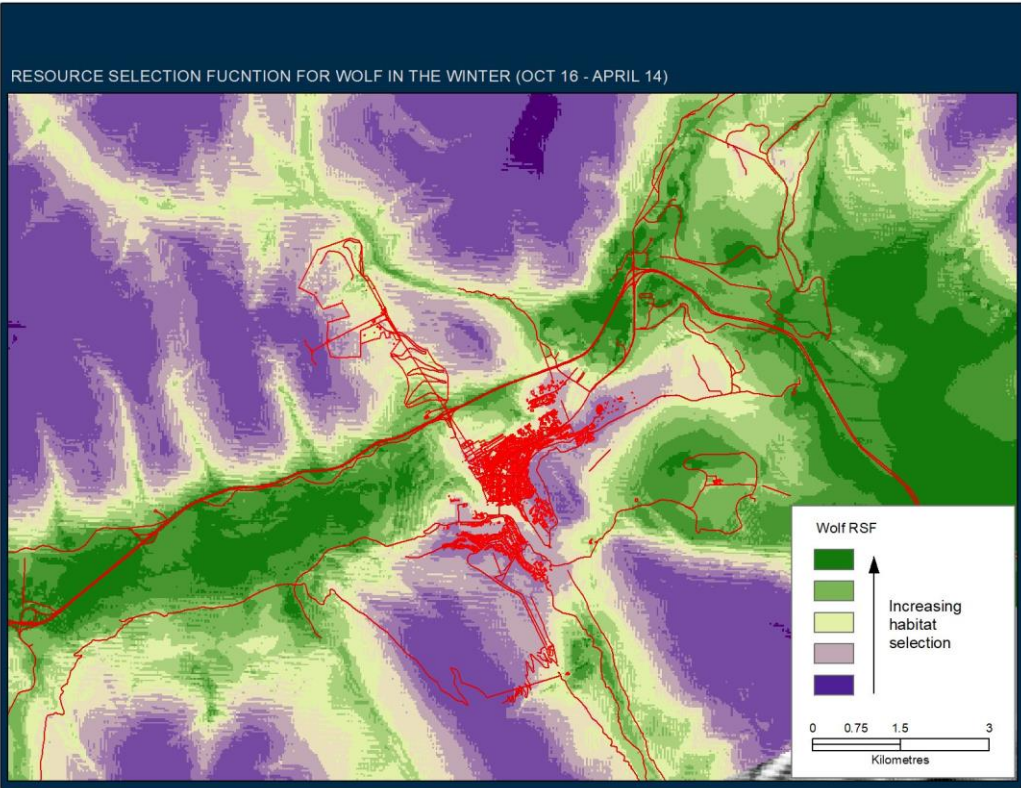 RESOURCE SELECTION FUCNTION FOR WOLF IN THE WINTER (OCT 16 - APRIL 14)
Wolf RSF
Increasing
habitat
selection
0 0.75 1.5 3
Kilometres